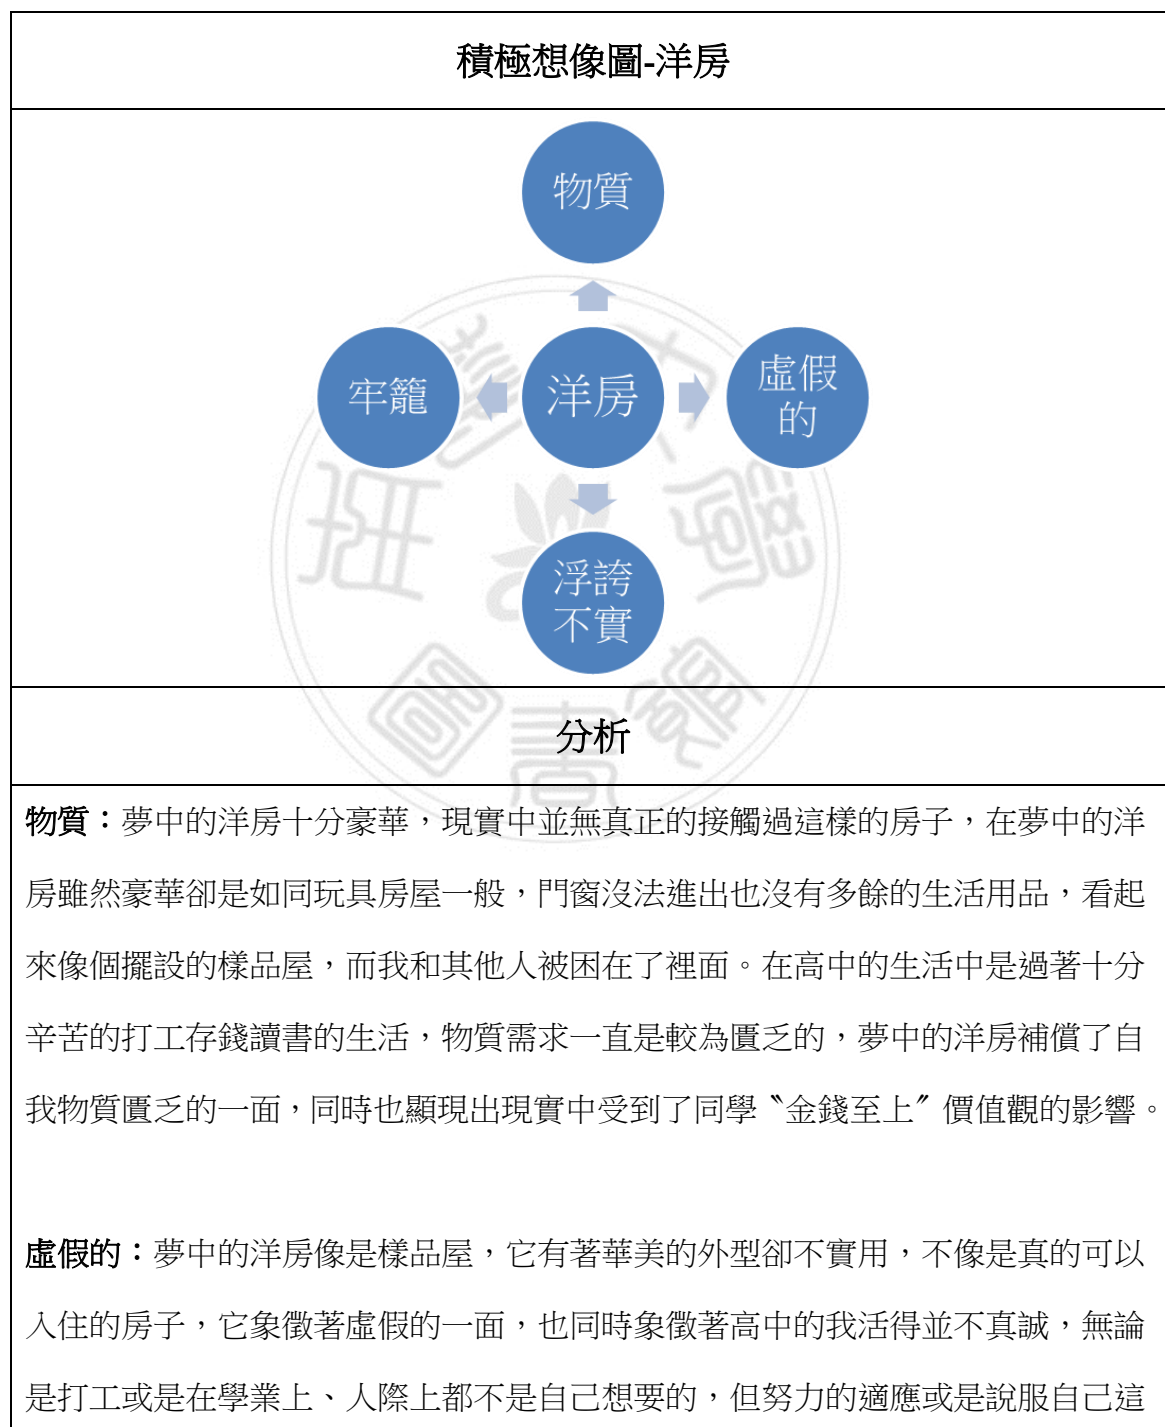 積極想像圖-洋房
物質
牢籠
洋房
虛假
的
浮誇
不實
分析
物質：夢中的洋房十分豪華，現實中並無真正的接觸過這樣的房子，在夢中的洋
房雖然豪華卻是如同玩具房屋一般，門窗沒法進出也沒有多餘的生活用品，看起
來像個擺設的樣品屋，而我和其他人被困在了裡面。在高中的生活中是過著十分
辛苦的打工存錢讀書的生活，物質需求一直是較為匱乏的，夢中的洋房補償了自
我物質匱乏的一面，同時也顯現出現實中受到了同學〝金錢至上〞價值觀的影響。
虛假的：夢中的洋房像是樣品屋，它有著華美的外型卻不實用，不像是真的可以
入住的房子，它象徵著虛假的一面，也同時象徵著高中的我活得並不真誠，無論
是打工或是在學業上、人際上都不是自己想要的，但努力的適應或是說服自己這